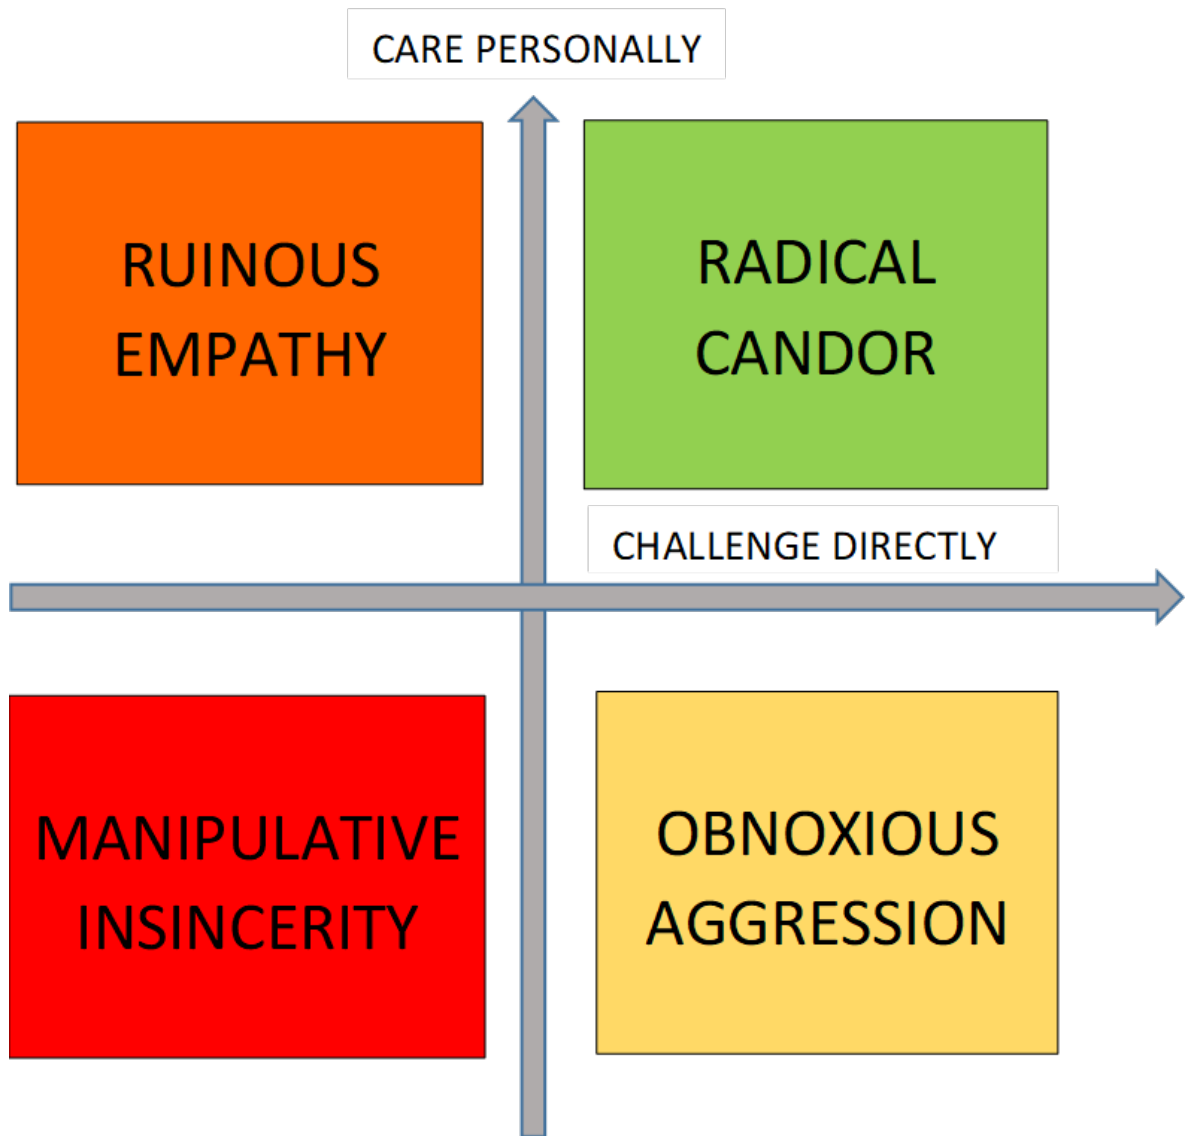 CARE PERSONALLY
RUINOUS
EMPATHY
RADICAL
CANDOR
CHALLENGE DIRECTLY
MANIPULATIVE
INSINCERITY
OBNOXIOUS
AGGRESSION